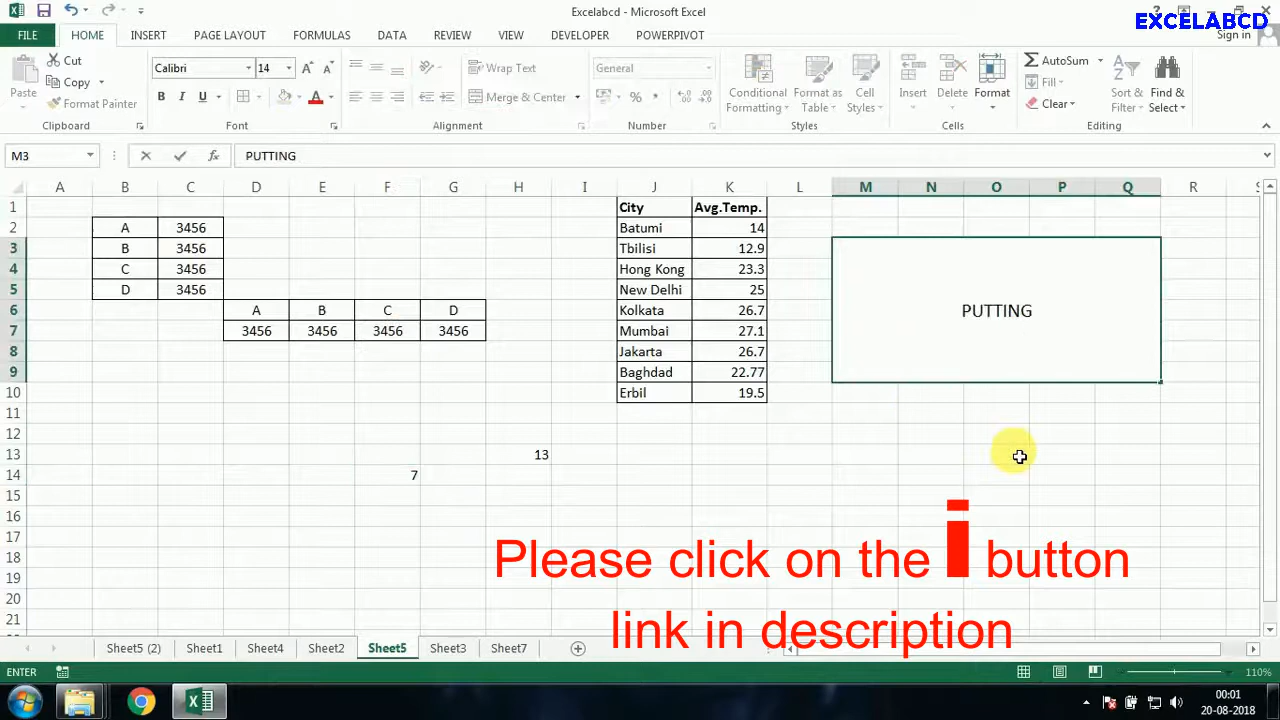 Excelabcd - Microsoft Excel
EXCELABCD
FILE HOME INSERT PAGE LAYOUT FORMULAS DATA REVIEW VIEW DEVELOPER POWERPIVOT Sign in
Cut
Copy
Format Painter
Paste
Clipboard
Calibri 14
B I U
Font
Wrap Text
Merge & Center
Alignment
General
%
Number
Conditional Formatting
Format as Table
Cell Styles
Styles
Insert Delete Format
Cells
AutoSum
Fill
Clear
Sort & Filter
Find & Select
Editing
M3 fx PUTTING
A B C D E F G H I J K L M N O P Q R
1 City Avg.Temp.
2 A 3456 Batumi 14
3 B 3456 Tbilisi 12.9
4 C 3456 Hong Kong 23.3
5 D 3456 New Delhi 25
6 A B C D Kolkata 26.7 PUTTING
7 3456 3456 3456 3456 Mumbai 27.1
8 Jakarta 26.7
9 Baghdad 22.77
10 Erbil 19.5
11
12
13 13
14 7
15
16
17
18
19
20
21
Please click on the i button
link in description
Sheet5 (2) Sheet1 Sheet4 Sheet2 Sheet5 Sheet3 Sheet7
ENTER 110%
00:01
20-08-2018